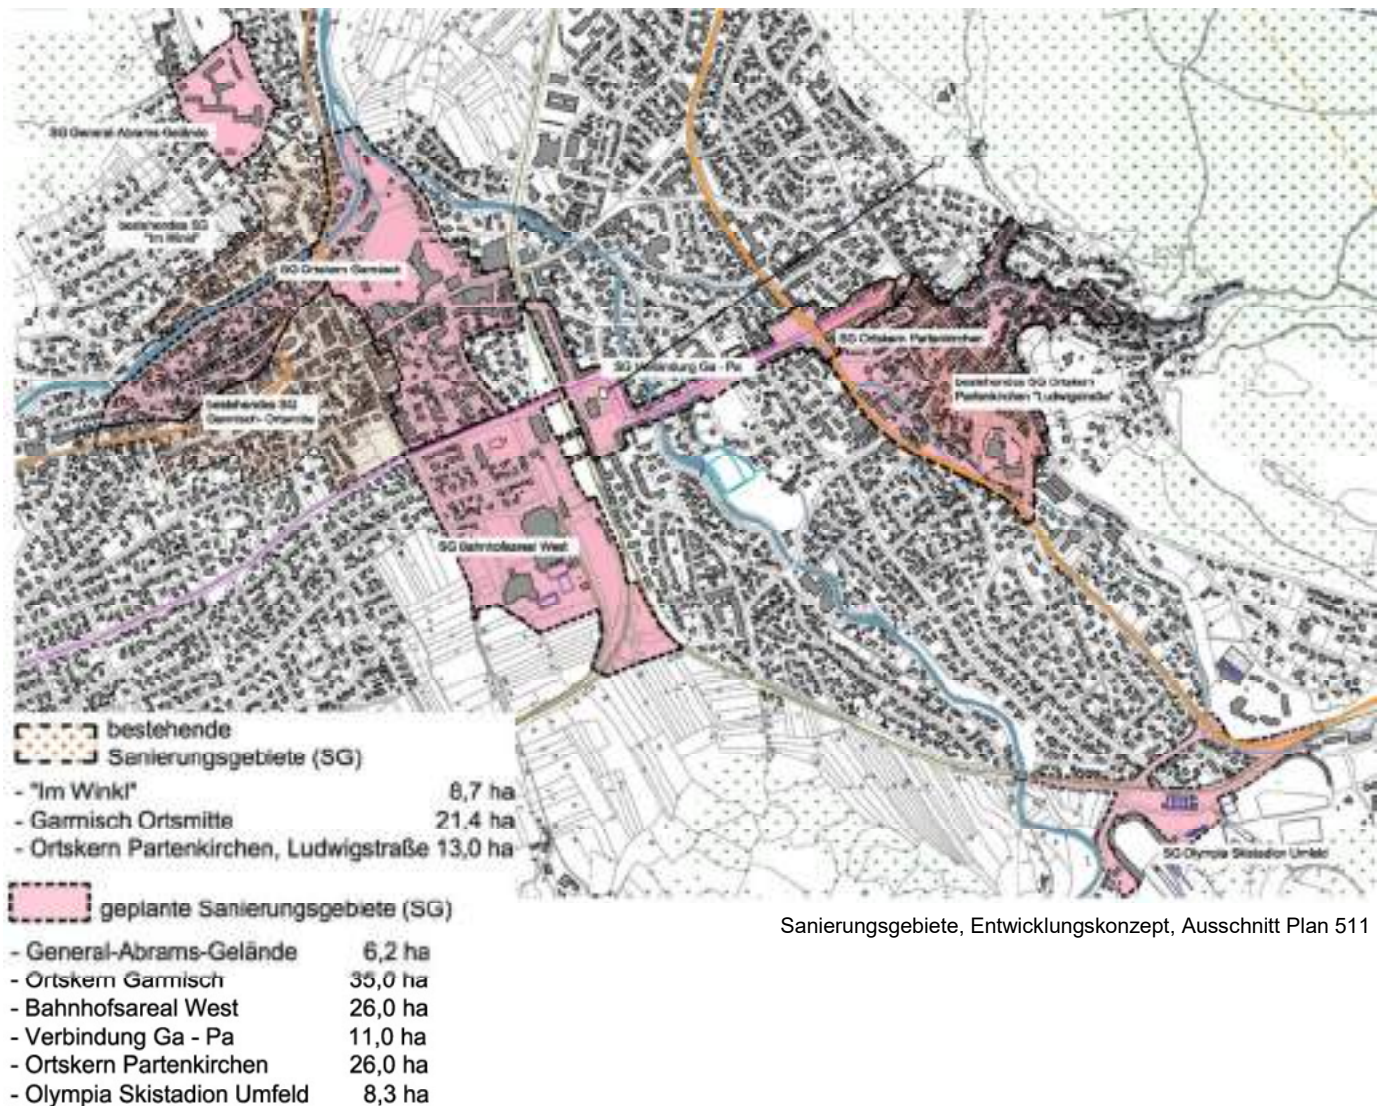 SG General-Abrams-Gelände
bestehendes SG
"Im Winkl"
SG Ortskern Garmisch
SG Ortskern Partenkirchen
SG Verbindung Ga - Pa
bestehendes SG Ortskern
Partenkirchen "Ludwigstraße"
bestehendes SG
Garmisch- Ortsmitte
SG Bahnhofsareal West
SG Olympia Skistadion Umfeld
bestehende
Sanierungsgebiete (SG)
- "Im Winkl" 8,7 ha
- Garmisch Ortsmitte 21,4 ha
- Ortskern Partenkirchen, Ludwigstraße 13,0 ha
geplante Sanierungsgebiete (SG)
- General-Abrams-Gelände 6,2 ha
- Ortskern Garmisch 35,0 ha
- Bahnhofsareal West 26,0 ha
- Verbindung Ga - Pa 11,0 ha
- Ortskern Partenkirchen 26,0 ha
- Olympia Skistadion Umfeld 8,3 ha
Sanierungsgebiete, Entwicklungskonzept, Ausschnitt Plan 511